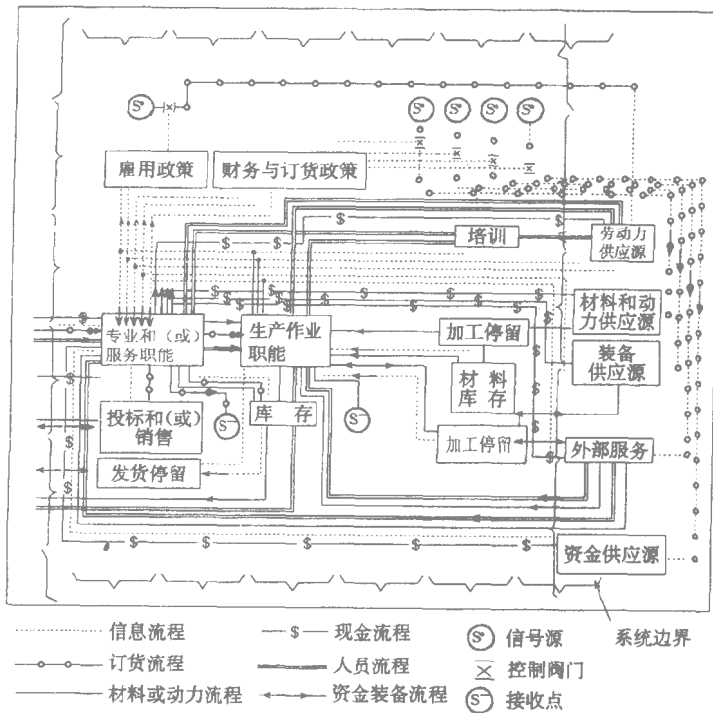 S⁺
S⁺
S⁺
S⁺
S⁺
雇用政策
财务与订货政策
$
培训
劳动力
供应源
$
$
$
$
$
$
$
$
材料和动
力供应源
$
专业和(或)
服务职能
生产作业
职能
加工停留
装备
供应源
$
材料
库存
投标和(或)
销售
S⁻
库存
S⁻
$
加工停留
外部服务
$
$
发货停留
$
$
$
$
$
资金供应源
信息流程
$
现金流程
S⁺
信号源
系统边界
订货流程
人员流程
控制阀门
材料或动力流程
资金装备流程
S⁻
接收点